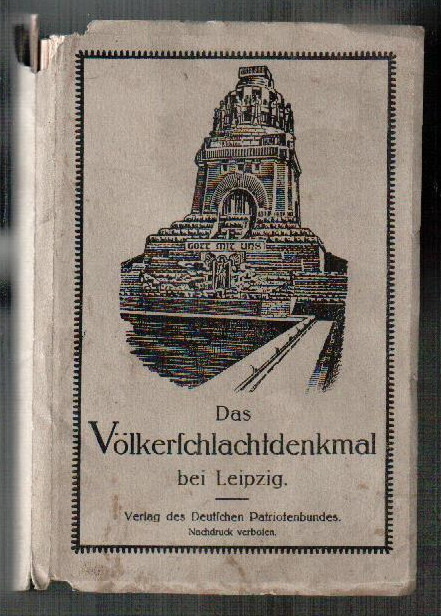 GOTT MIT UNS
Das
Völkerſchlachtdenkmal
bei Leipzig.
Verlag des Deutſchen Patriotenbundes.
Nachdruck verboten.